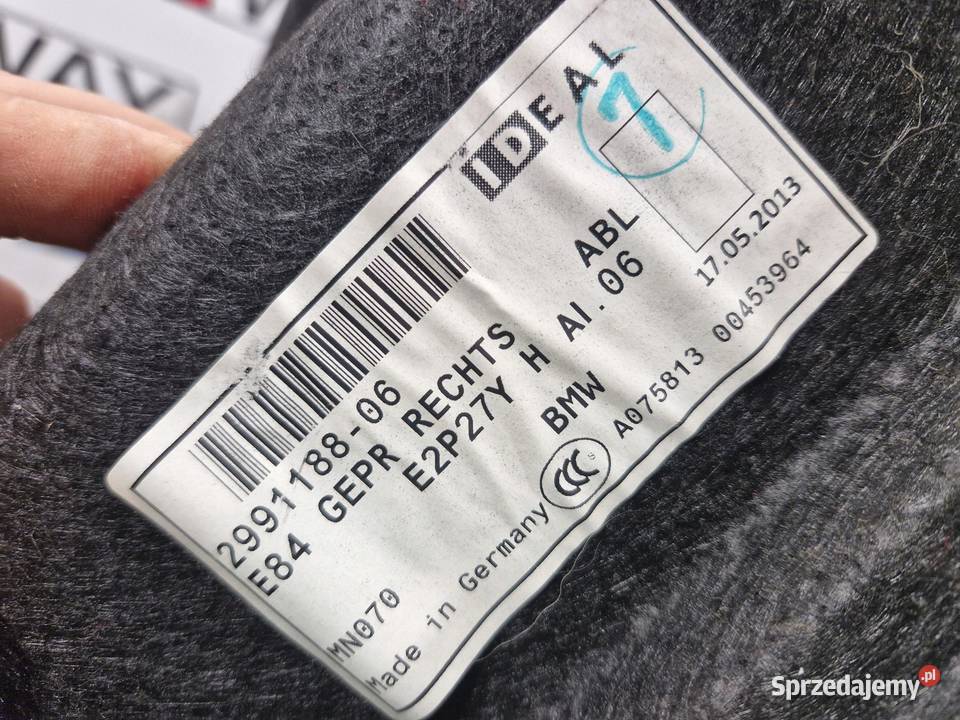 IDEAL
7
2991188-06 ABL
E84 GEPR RECHTS AI.06
E2P27Y H
BMW
17.05.2013
MN070
CCC S
A075813 00453964
Made in Germany
Sprzedajemy.pl